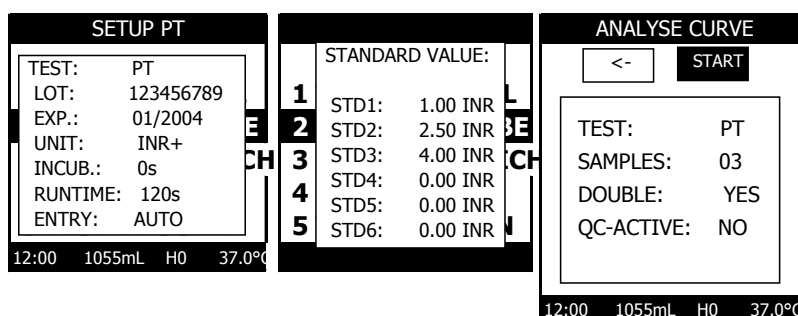 SETUP PT
TEST: PT
LOT: 123456789
EXP.: 01/2004
UNIT: INR+
INCUB.: 0s
RUNTIME: 120s
ENTRY: AUTO
E
CH
12:00 1055mL H0 37.0°C
STANDARD VALUE:
STD1: 1.00 INR
STD2: 2.50 INR
STD3: 4.00 INR
STD4: 0.00 INR
STD5: 0.00 INR
STD6: 0.00 INR
1 L
2 BE
3 ECH
4
5 N
ANALYSE CURVE
<- START
TEST: PT
SAMPLES: 03
DOUBLE: YES
QC-ACTIVE: NO
12:00 1055mL H0 37.0°C